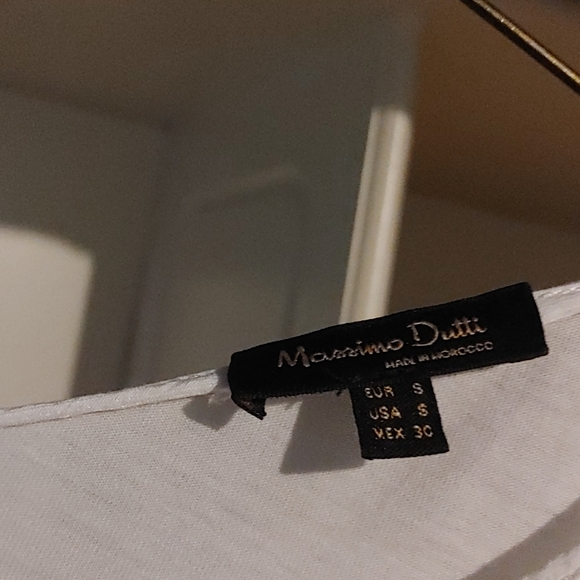 Massimo Dutti
MADE IN MOROCCO
EUR S
USA S
MEX 30